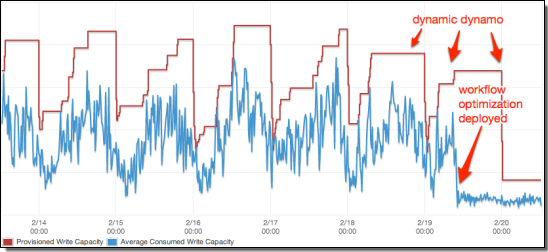 dynamic dynamo
workflow
optimization
deployed
2/14 2/15 2/16 2/17 2/18 2/19 2/20
00:00 00:00 00:00 00:00 00:00 00:00 00:00
Provisioned Write Capacity Average Consumed Write Capacity